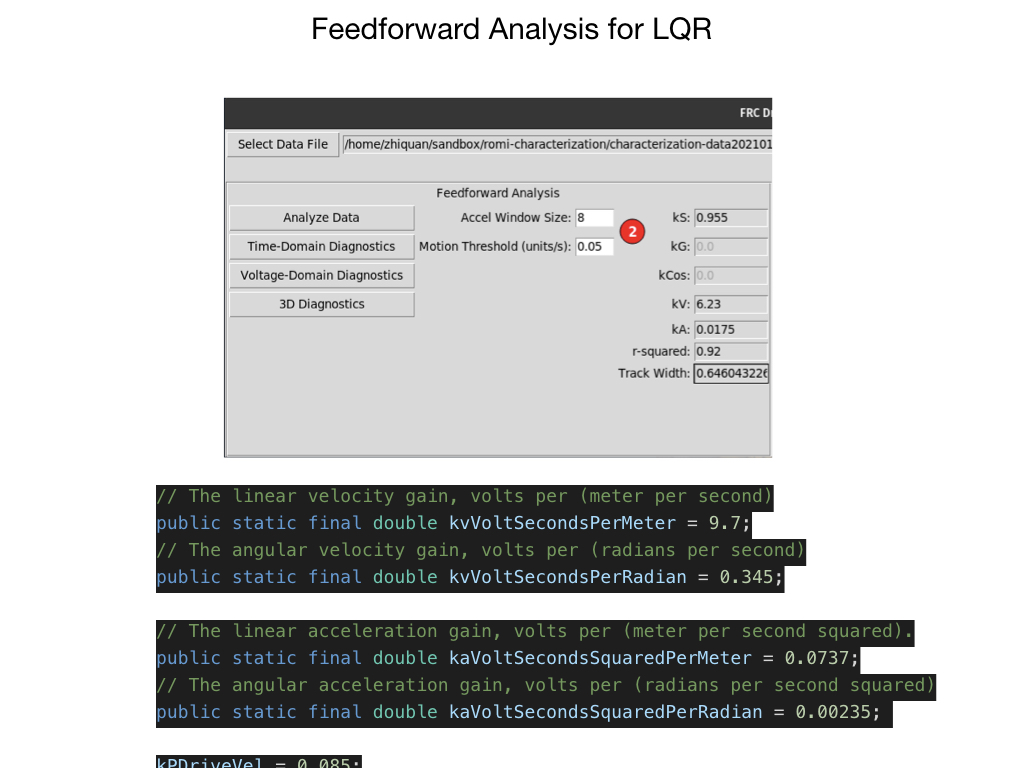 Feedforward Analysis for LQR
FRC D
Select Data File /home/zhiquan/sandbox/romi-characterization/characterization-data202101
Feedforward Analysis
Analyze Data Accel Window Size: 8 kS: 0.955
2
Time-Domain Diagnostics Motion Threshold (units/s): 0.05 kG: 0.0
Voltage-Domain Diagnostics kCos: 0.0
3D Diagnostics kV: 6.23
kA: 0.0175
r-squared: 0.92
Track Width: 0.646043226
// The linear velocity gain, volts per (meter per second)
public static final double kvVoltSecondsPerMeter = 9.7;
// The angular velocity gain, volts per (radians per second)
public static final double kvVoltSecondsPerRadian = 0.345;
// The linear acceleration gain, volts per (meter per second squared).
public static final double kaVoltSecondsSquaredPerMeter = 0.0737;
// The angular acceleration gain, volts per (radians per second squared)
public static final double kaVoltSecondsSquaredPerRadian = 0.00235;
kPDriveVel = 0.085;